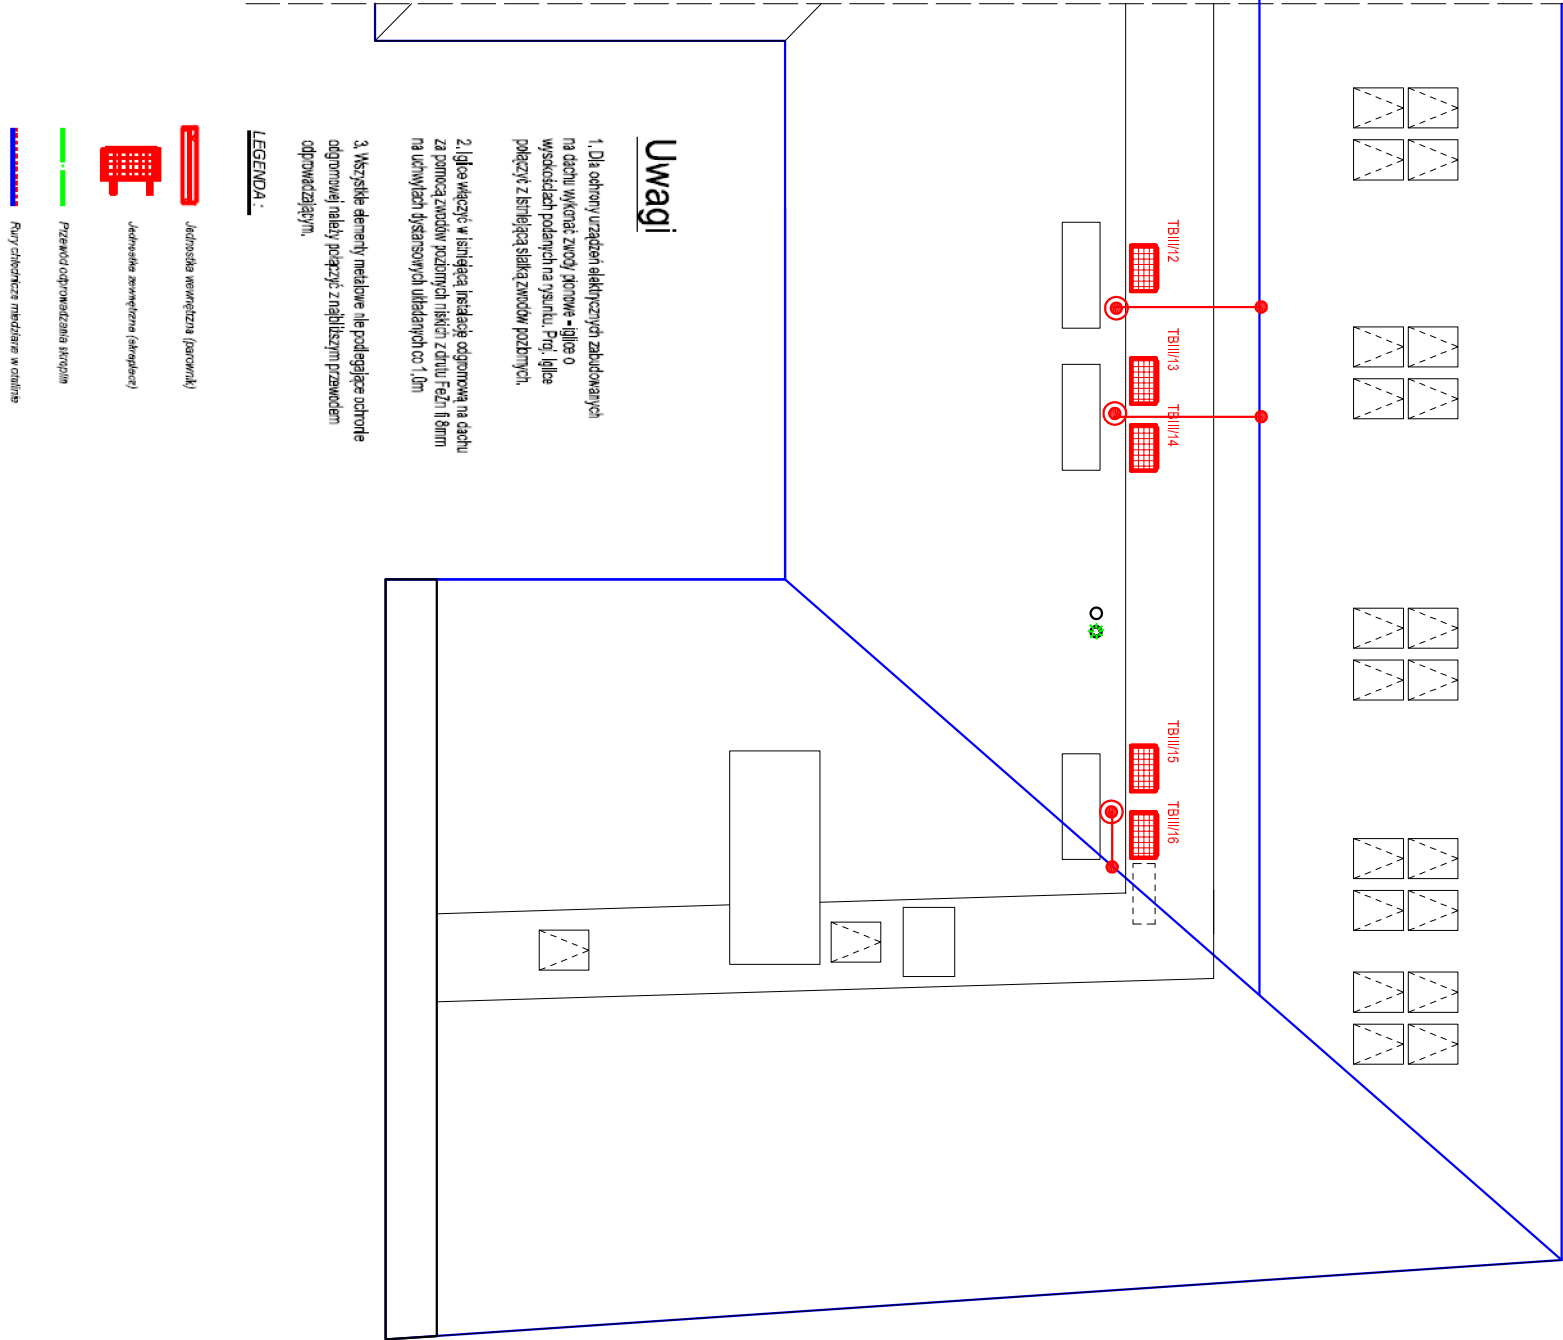 TBIII/12
TBIII/13
TBIII/14
TBIII/15
TBIII/16
Uwagi
1. Dla ochrony urządzeń elektrycznych zabudowanych
na dachu wykonać zwody pionowe - iglice o
wysokościach podanych na rysunku. Proj. iglice
połączyć z istniejącą siatką zwodów poziomych.
2. Iglice włączyć w istniejącą instalację odgromową na dachu
za pomocą zwodów poziomych niskich z drutu FeZn fi 8mm
na uchwytach dystansowych układanych co 1,0m
3. Wszystkie elementy metalowe nie podlegające ochronie
odgromowej należy połączyć z najbliższym przewodem
odprowadzającym.
LEGENDA :
Jednostka wewnętrzna (parownik)
Jednostka zewnętrzna (skraplacz)
Przewód odprowadzania skroplin
Rury chłodnicze miedziane w otulinie